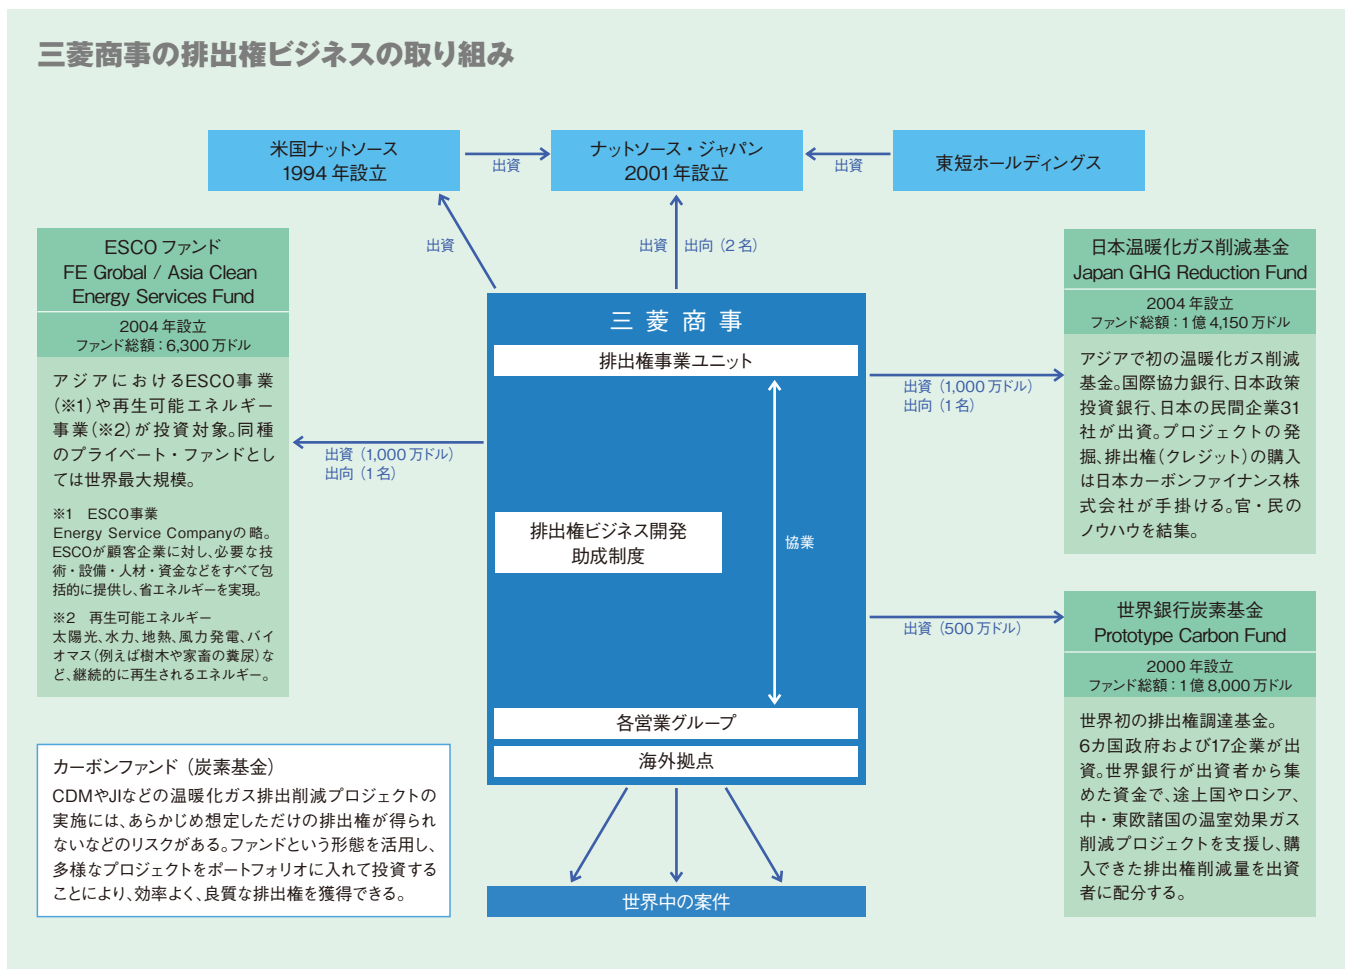 三菱商事の排出権ビジネスの取り組み
米国ナットソース
1994年設立
出資
ナットソース・ジャパン
2001年設立
出資
東短ホールディングス
出資
出資
出向（2名）
ESCOファンド
FE Grobal / Asia Clean
Energy Services Fund
2004年設立
ファンド総額：6,300万ドル
アジアにおけるESCO事業
（※1）や再生可能エネルギー
事業（※2）が投資対象。同種
のプライベート・ファンドとし
ては世界最大規模。
※1　ESCO事業
Energy Service Companyの略。
ESCOが顧客企業に対し、必要な技
術・設備・人材・資金などをすべて包
括的に提供し、省エネルギーを実現。
※2　再生可能エネルギー
太陽光、水力、地熱、風力発電、バイ
オマス（例えば樹木や家畜の糞尿）な
ど、継続的に再生されるエネルギー。
出資（1,000万ドル）
出向（1名）
三菱商事
排出権事業ユニット
排出権ビジネス開発
助成制度
協業
各営業グループ
海外拠点
世界中の案件
出資（1,000万ドル）
出向（1名）
出資（500万ドル）
日本温暖化ガス削減基金
Japan GHG Reduction Fund
2004年設立
ファンド総額：1億4,150万ドル
アジアで初の温暖化ガス削減
基金。国際協力銀行、日本政策
投資銀行、日本の民間企業31
社が出資。プロジェクトの発
掘、排出権（クレジット）の購入
は日本カーボンファイナンス株
式会社が手掛ける。官・民の
ノウハウを結集。
世界銀行炭素基金
Prototype Carbon Fund
2000年設立
ファンド総額：1億8,000万ドル
世界初の排出権調達基金。
6カ国政府および17企業が出
資。世界銀行が出資者から集
めた資金で、途上国やロシア、
中・東欧諸国の温室効果ガス
削減プロジェクトを支援し、購
入できた排出権削減量を出資
者に配分する。
カーボンファンド（炭素基金）
CDMやJIなどの温暖化ガス排出削減プロジェクトの
実施には、あらかじめ想定しただけの排出権が得られ
ないなどのリスクがある。ファンドという形態を活用し、
多様なプロジェクトをポートフォリオに入れて投資する
ことにより、効率よく、良質な排出権を獲得できる。